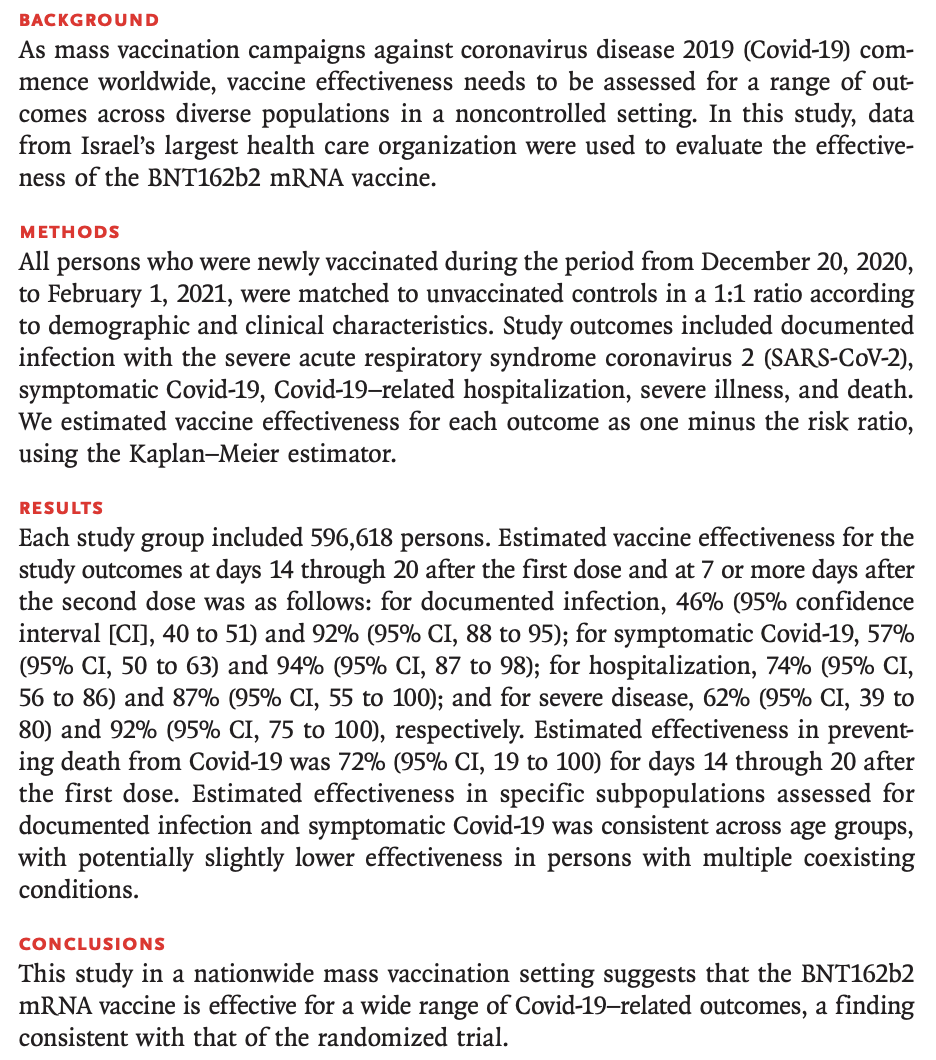 BACKGROUND
As mass vaccination campaigns against coronavirus disease 2019 (Covid-19) com-
mence worldwide, vaccine effectiveness needs to be assessed for a range of out-
comes across diverse populations in a noncontrolled setting. In this study, data
from Israel’s largest health care organization were used to evaluate the effective-
ness of the BNT162b2 mRNA vaccine.
METHODS
All persons who were newly vaccinated during the period from December 20, 2020,
to February 1, 2021, were matched to unvaccinated controls in a 1:1 ratio according
to demographic and clinical characteristics. Study outcomes included documented
infection with the severe acute respiratory syndrome coronavirus 2 (SARS-CoV-2),
symptomatic Covid-19, Covid-19–related hospitalization, severe illness, and death.
We estimated vaccine effectiveness for each outcome as one minus the risk ratio,
using the Kaplan–Meier estimator.
RESULTS
Each study group included 596,618 persons. Estimated vaccine effectiveness for the
study outcomes at days 14 through 20 after the first dose and at 7 or more days after
the second dose was as follows: for documented infection, 46% (95% confidence
interval [CI], 40 to 51) and 92% (95% CI, 88 to 95); for symptomatic Covid-19, 57%
(95% CI, 50 to 63) and 94% (95% CI, 87 to 98); for hospitalization, 74% (95% CI,
56 to 86) and 87% (95% CI, 55 to 100); and for severe disease, 62% (95% CI, 39 to
80) and 92% (95% CI, 75 to 100), respectively. Estimated effectiveness in prevent-
ing death from Covid-19 was 72% (95% CI, 19 to 100) for days 14 through 20 after
the first dose. Estimated effectiveness in specific subpopulations assessed for
documented infection and symptomatic Covid-19 was consistent across age groups,
with potentially slightly lower effectiveness in persons with multiple coexisting
conditions.
CONCLUSIONS
This study in a nationwide mass vaccination setting suggests that the BNT162b2
mRNA vaccine is effective for a wide range of Covid-19–related outcomes, a finding
consistent with that of the randomized trial.